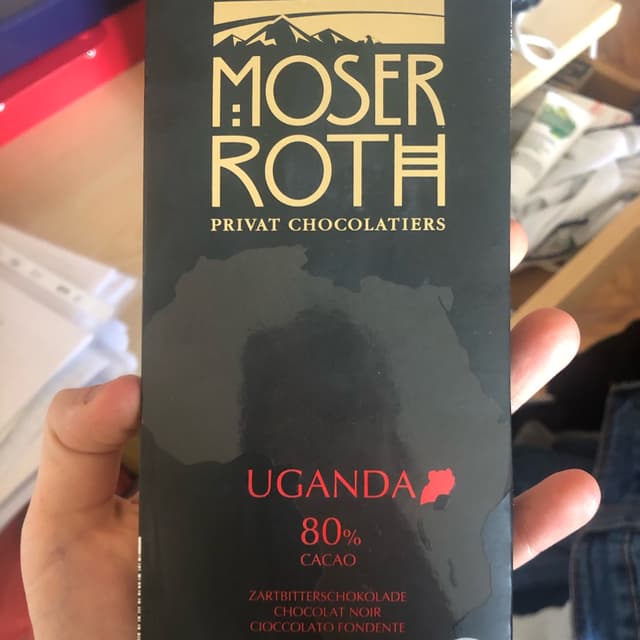 MOSER
ROTH
PRIVAT CHOCOLATIERS
UGANDA
80%
CACAO
ZARTBITTERSCHOKOLADE
CHOCOLAT NOIR
CIOCCOLATO FONDENTE